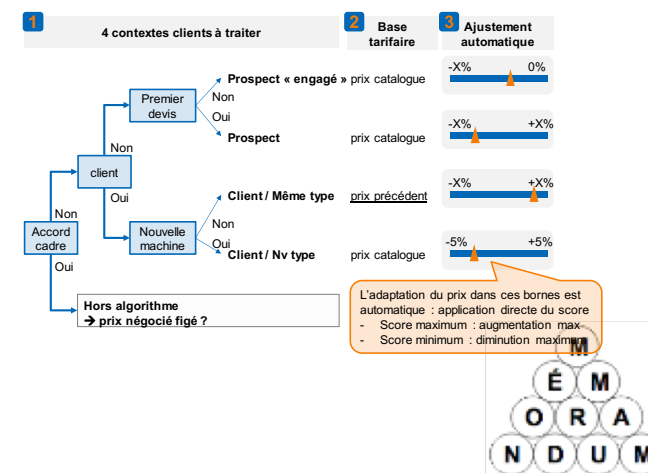 1
4 contextes clients à traiter
2
Base
tarifaire
3
Ajustement
automatique
Prospect « engagé »
prix catalogue
-X%
0%
Premier
devis
Non
Oui
Prospect
prix catalogue
-X%
+X%
Non
client
Oui
Client / Même type
prix précédent
-X%
+X%
Nouvelle
machine
Non
Oui
Client / Nv type
prix catalogue
-5%
+5%
Non
Accord
cadre
Oui
Hors algorithme
→ prix négocié figé ?
L'adaptation du prix dans ces bornes est
automatique : application directe du score
- Score maximum : augmentation max
- Score minimum : diminution maximum
M
É M
O R A
N D U M